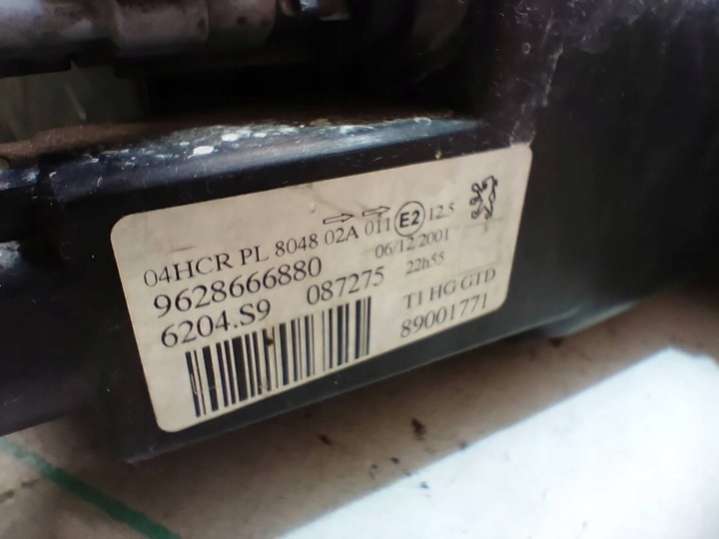 04HCR PL 8048 02A 011 E2 12.5
06/12/2001
9628666880
22h55
6204.S9 087275
T1 HG GTD
89001771